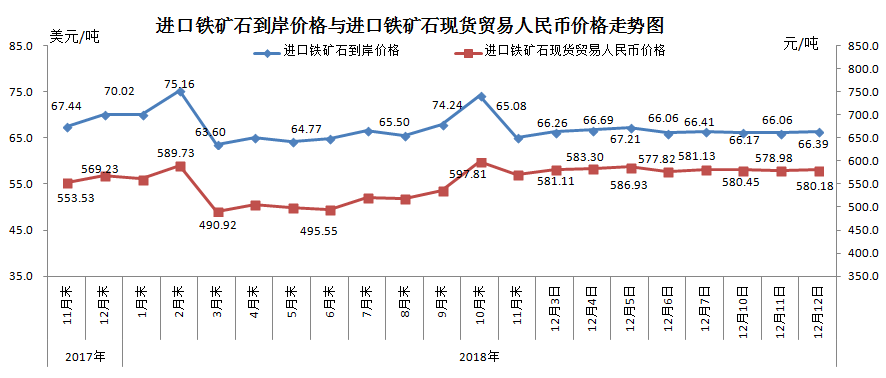 进口铁矿石到岸价格与进口铁矿石现货贸易人民币价格走势图
美元/吨
元/吨
进口铁矿石到岸价格
进口铁矿石现货贸易人民币价格
85.0
75.0
65.0
55.0
45.0
35.0
850.0
800.0
750.0
700.0
650.0
600.0
550.0
500.0
450.0
400.0
350.0
67.44
70.02
75.16
63.60
64.77
65.50
74.24
65.08
66.26
66.69
67.21
66.06
66.41
66.17
66.06
66.39
553.53
569.23
589.73
490.92
495.55
597.81
581.11
583.30
586.93
577.82
581.13
580.45
578.98
580.18
11月末
12月末
1月末
2月末
3月末
4月末
5月末
6月末
7月末
8月末
9月末
10月末
11月末
12月3日
12月4日
12月5日
12月6日
12月7日
12月10日
12月11日
12月12日
2017年
2018年